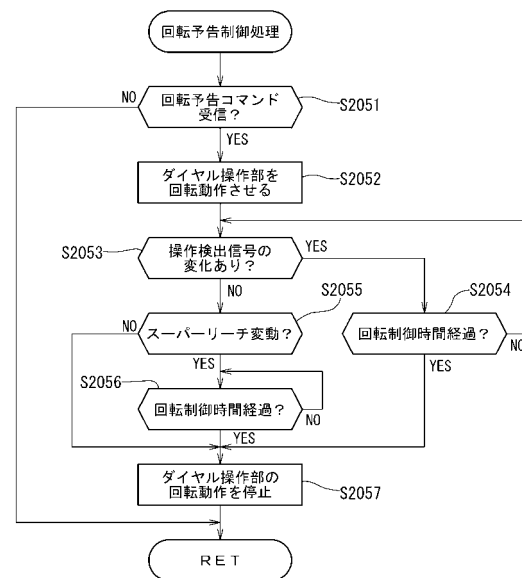 回転予告制御処理
NO
回転予告コマンド
受信？
S2051
YES
ダイヤル操作部を
回転動作させる
S2052
S2053
操作検出信号の
変化あり？
YES
NO
S2055
S2054
NO
スーパーリーチ変動？
回転制御時間経過？
NO
YES
YES
S2056
回転制御時間経過？
NO
YES
ダイヤル操作部の
回転動作を停止
S2057
RET